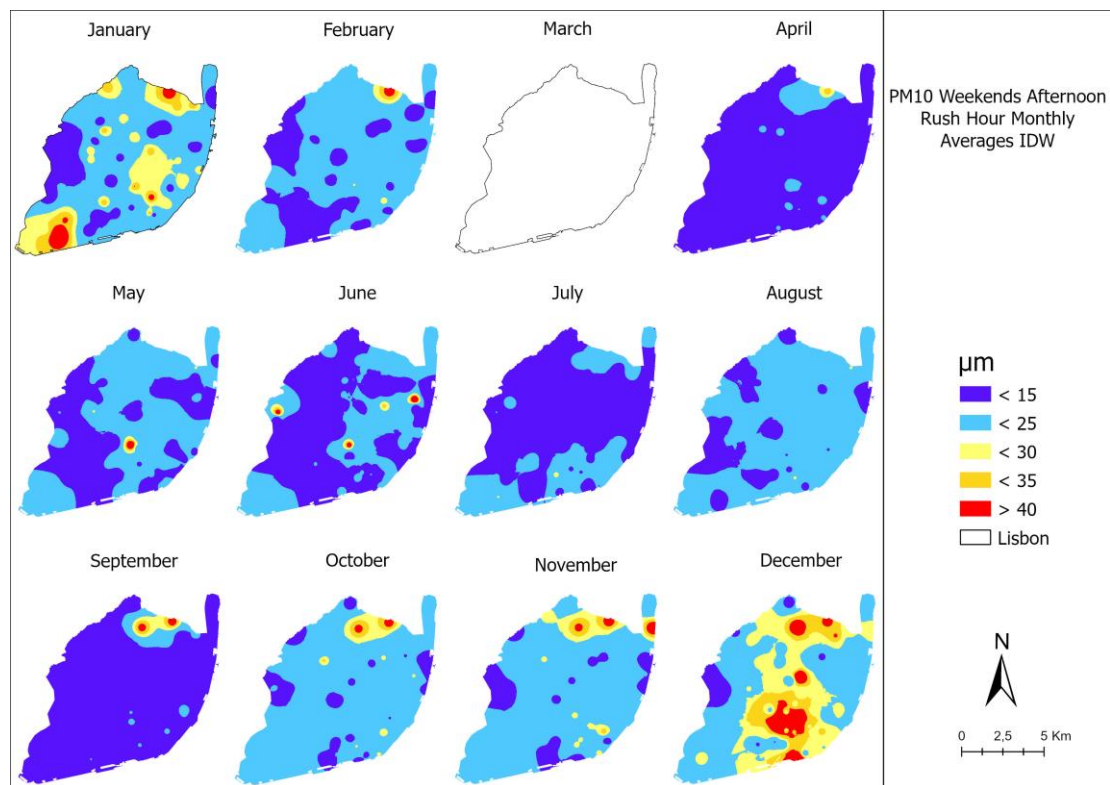 January
February
March
April
PM10 Weekends Afternoon
Rush Hour Monthly
Averages IDW
May
June
July
August
µm
< 15
< 25
< 30
< 35
> 40
Lisbon
September
October
November
December
N
0 2,5 5 Km